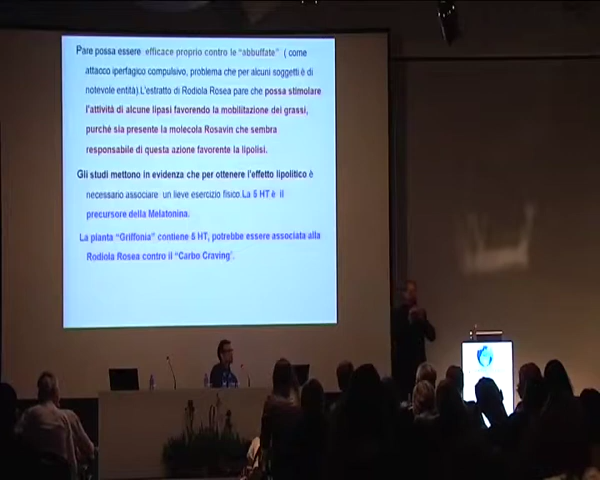 Pare possa essere efficace proprio contro le "abbuffate" ( come
attacco iperfagico compulsivo, problema che per alcuni soggetti è di
notevole entità).L'estratto di Rodiola Rosea pare che possa stimolare
l'attività di alcune lipasi favorendo la mobilitazione dei grassi,
purché sia presente la molecola Rosavin che sembra
responsabile di questa azione favorente la lipolisi.
Gli studi mettono in evidenza che per ottenere l'effetto lipolitico è
necessario associare un lieve esercizio fisico.La 5 HT è il
precursore della Melatonina.
La planta "Griffonia" contiene 5 HT, potrebbe essere associata alla
Rodiola Rosea contro il "Carbo Craving".